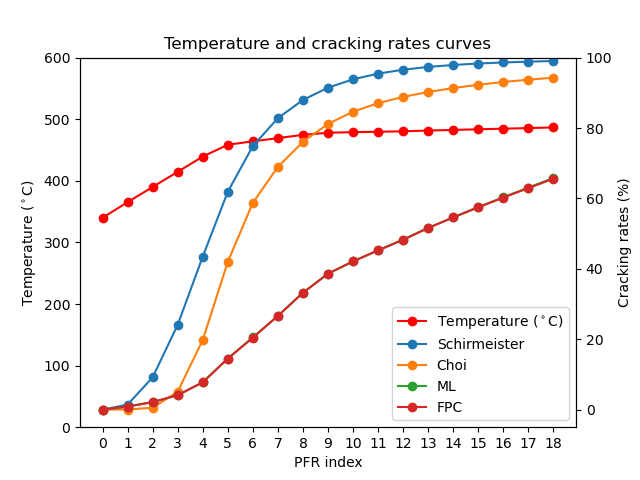 Temperature and cracking rates curves
Temperature (°C)
600
500
400
300
200
100
0
100
80
60
40
20
0
Cracking rates (%)
Temperature (°C)
Schirmeister
Choi
ML
FPC
0 1 2 3 4 5 6 7 8 9 10 11 12 13 14 15 16 17 18
PFR index